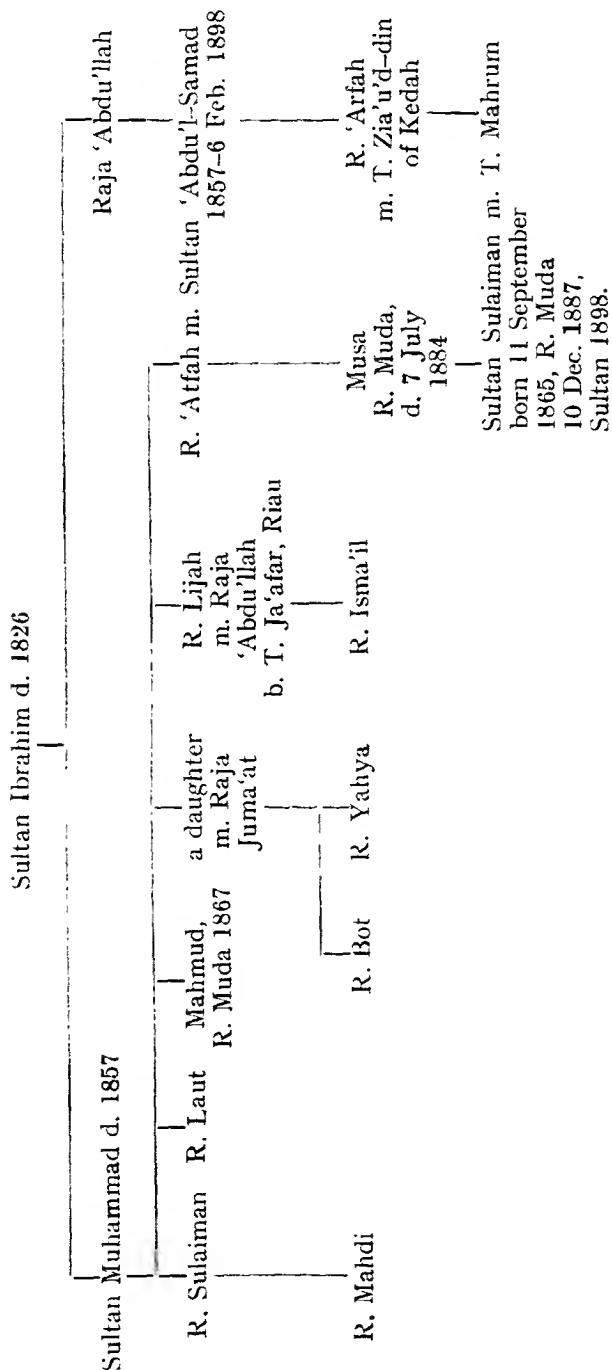 Sultan Ibrahim d. 1826
Sultan Muhammad d. 1857
Raja ‘Abdu’llah
R. Sulaiman
R. Laut
Mahmud,
R. Muda 1867
a daughter
m. Raja
Juma‘at
R. Lijah
m. Raja
‘Abdu’llah
b. T. Ja‘afar, Riau
R. ‘Atfah m. Sultan ‘Abdu’l-Samad
1857–6 Feb. 1898
R. Mahdi
R. Bot
R. Yahya
R. Isma‘il
Musa
R. Muda,
d. 7 July
1884
R. ‘Arfah
m. T. Zia’u’d-din
of Kedah
Sultan Sulaiman m. T. Mahrum
born 11 September
1865, R. Muda
10 Dec. 1887,
Sultan 1898.